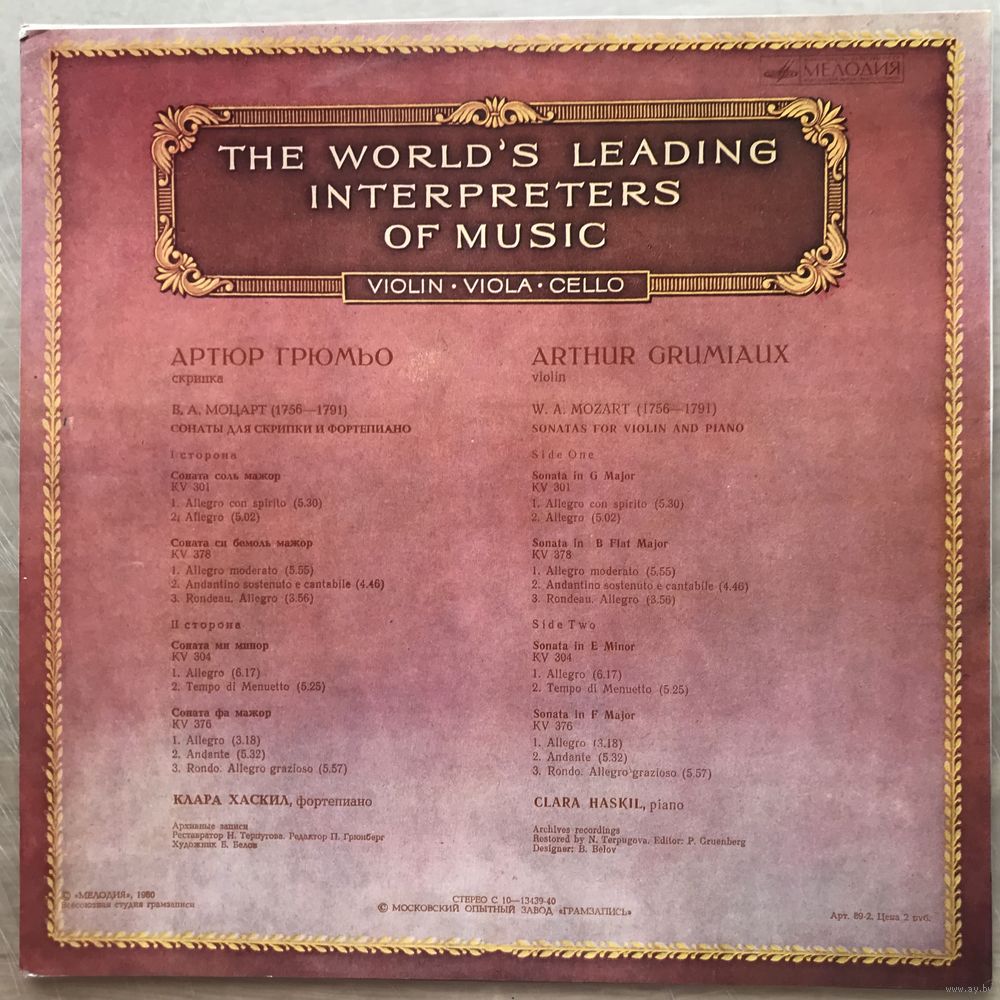 МЕЛОДИЯ
THE WORLD'S LEADING
INTERPRETERS
OF MUSIC
VIOLIN · VIOLA · CELLO
АРТЮР ГРЮМЬО
скрипка
В. А. МОЦАРТ (1756—1791)
СОНАТЫ ДЛЯ СКРИПКИ И ФОРТЕПИАНО
I сторона
Соната соль мажор
KV 301
1. Allegro con spirito (5.30)
2. Allegro (5.02)
Соната си бемоль мажор
KV 378
1. Allegro moderato (5.55)
2. Andantino sostenuto e cantabile (4.46)
3. Rondeau. Allegro (3.56)
II сторона
Соната ми минор
KV 304
1. Allegro (6.17)
2. Tempo di Menuetto (5.25)
Соната фа мажор
KV 376
1. Allegro (3.18)
2. Andante (5.32)
3. Rondo. Allegro grazioso (5.57)
КЛАРА ХАСКИЛ, фортепиано
Архивные записи
Реставратор Н. Терпугова. Редактор П. Грюнберг
Художник Б. Белов
ARTHUR GRUMIAUX
violin
W. A. MOZART (1756—1791)
SONATAS FOR VIOLIN AND PIANO
Side One
Sonata in G Major
KV 301
1. Allegro con spirito (5.30)
2. Allegro (5.02)
Sonata in B Flat Major
KV 378
1. Allegro moderato (5.55)
2. Andantino sostenuto e cantabile (4.46)
3. Rondeau. Allegro (3.56)
Side Two
Sonata in E Minor
KV 304
1. Allegro (6.17)
2. Tempo di Menuetto (5.25)
Sonata in F Major
KV 376
1. Allegro (3.18)
2. Andante (5.32)
3. Rondo. Allegro grazioso (5.57)
CLARA HASKIL, piano
Archives recordings
Restored by N. Terpugova. Editor: P. Gruenberg
Designer: B. Belov
© «МЕЛОДИЯ», 1980
Всесоюзная студия грамзаписи
СТЕРЕО С 10—13439-40
© МОСКОВСКИЙ ОПЫТНЫЙ ЗАВОД «ГРАМЗАПИСЬ»
Арт. 89-2. Цена 2 руб.
www.ay.by